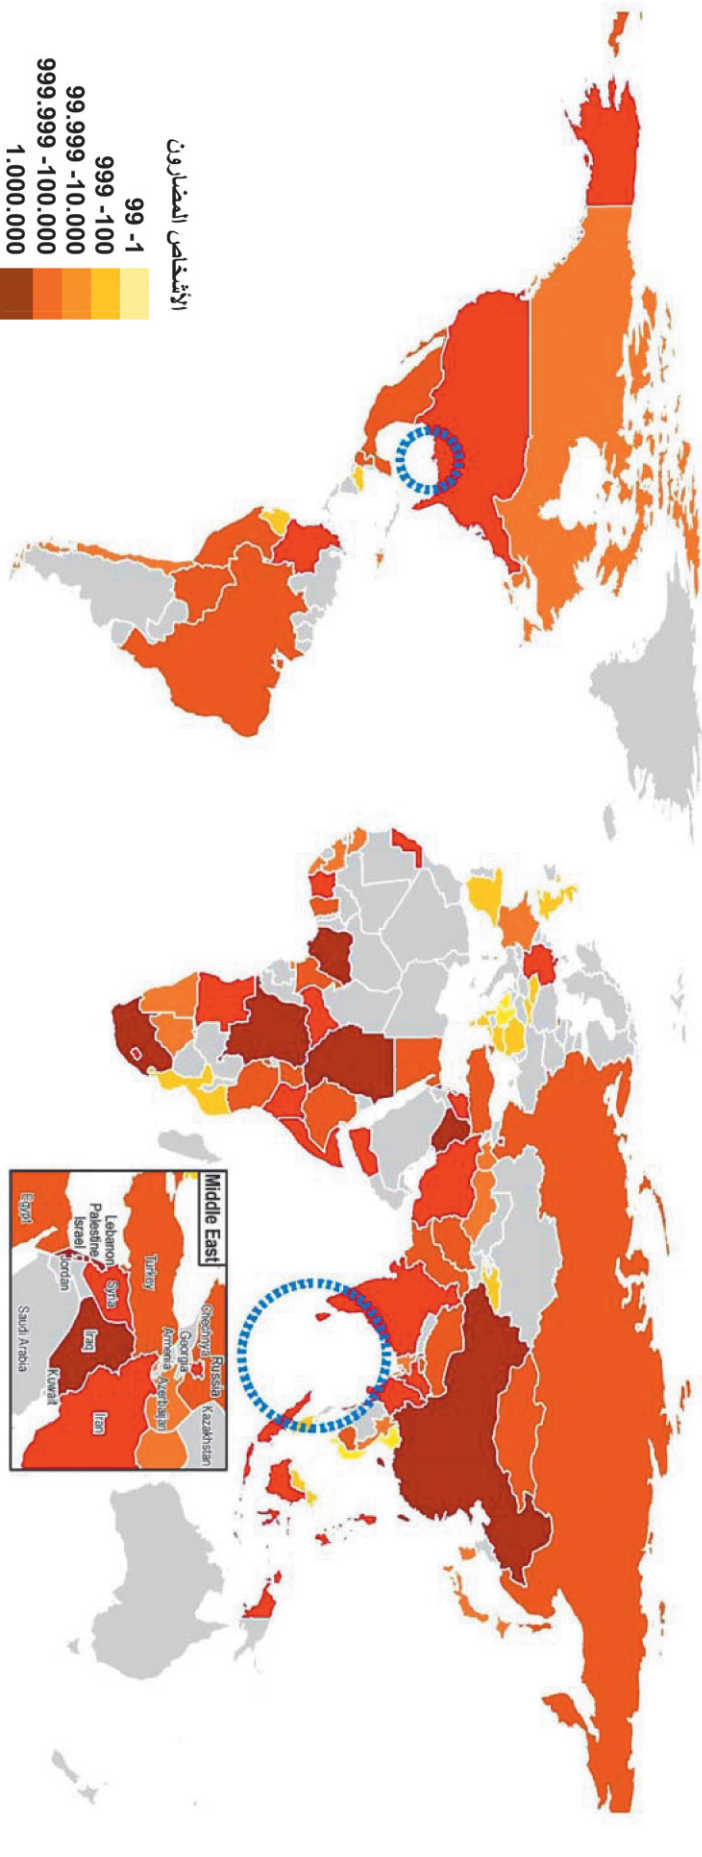 الأشخاص المضارون
99 -1
999 -100
99.999 -10.000
999.999 -100.000
1.000.000
Middle East
Chechnya
Russia
Kazakhstan
Georgia
Armenia
Azerbaijan
Turkey
Lebanon
Palestine
Israel
Syria
Iraq
Iran
Jordan
Kuwait
Egypt
Saudi Arabia